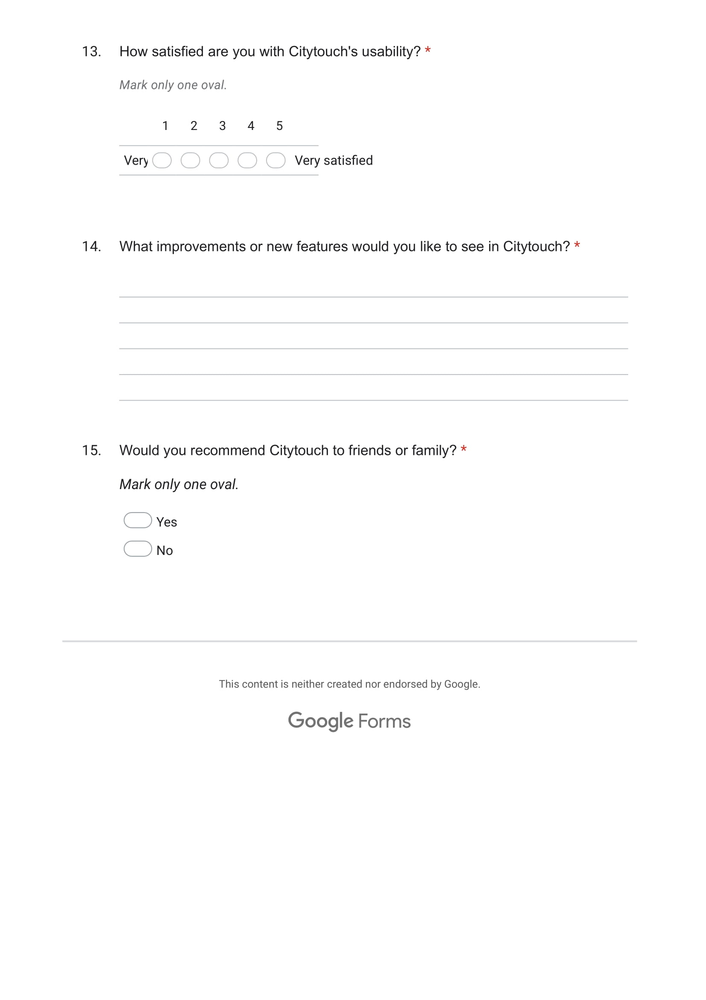 13. How satisfied are you with Citytouch's usability? *
Mark only one oval.
1 2 3 4 5
Very Very satisfied
14. What improvements or new features would you like to see in Citytouch? *
15. Would you recommend Citytouch to friends or family? *
Mark only one oval.
Yes
No
This content is neither created nor endorsed by Google.
Google Forms